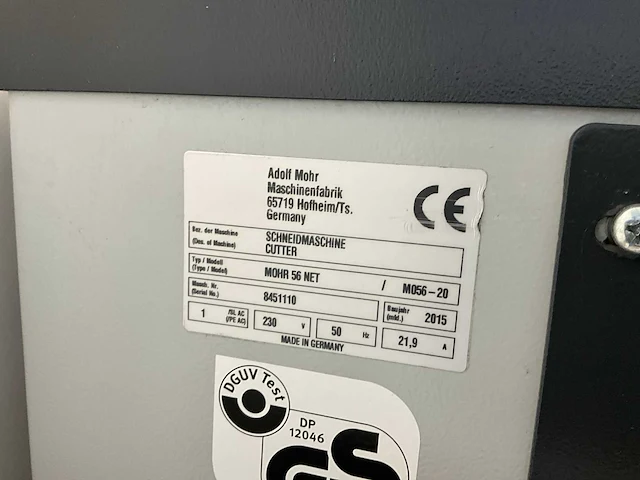 Adolf Mohr
Maschinenfabrik
65719 Hofheim/Ts.
Germany
CE
Bez. der Maschine
(Des. of Machine)
SCHNEIDMASCHINE
CUTTER
Typ / Modell
(Type / Model)
MOHR 56 NET / M056-20
Masch. Nr.
(Serial No.)
8451110
Baujahr
(mfd.)
2015
1 /SL AC
(/PE AC)
230 V
50 Hz
21,9 A
MADE IN GERMANY
DGUV Test
DP
12046
GS